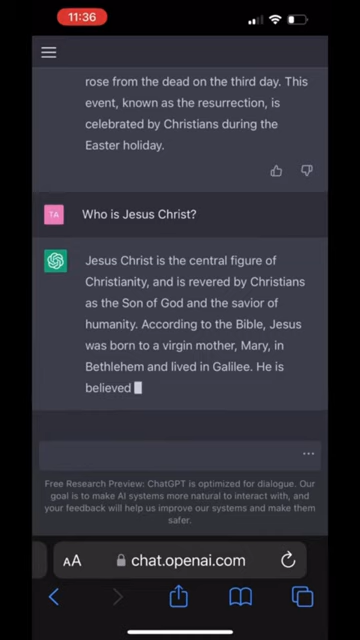 11:36
rose from the dead on the third day. This
event, known as the resurrection, is
celebrated by Christians during the
Easter holiday.
TA
Who is Jesus Christ?
Jesus Christ is the central figure of
Christianity, and is revered by Christians
as the Son of God and the savior of
humanity. According to the Bible, Jesus
was born to a virgin mother, Mary, in
Bethlehem and lived in Galilee. He is
believed
Free Research Preview: ChatGPT is optimized for dialogue. Our
goal is to make AI systems more natural to interact with, and
your feedback will help us improve our systems and make them
safer.
AA chat.openai.com